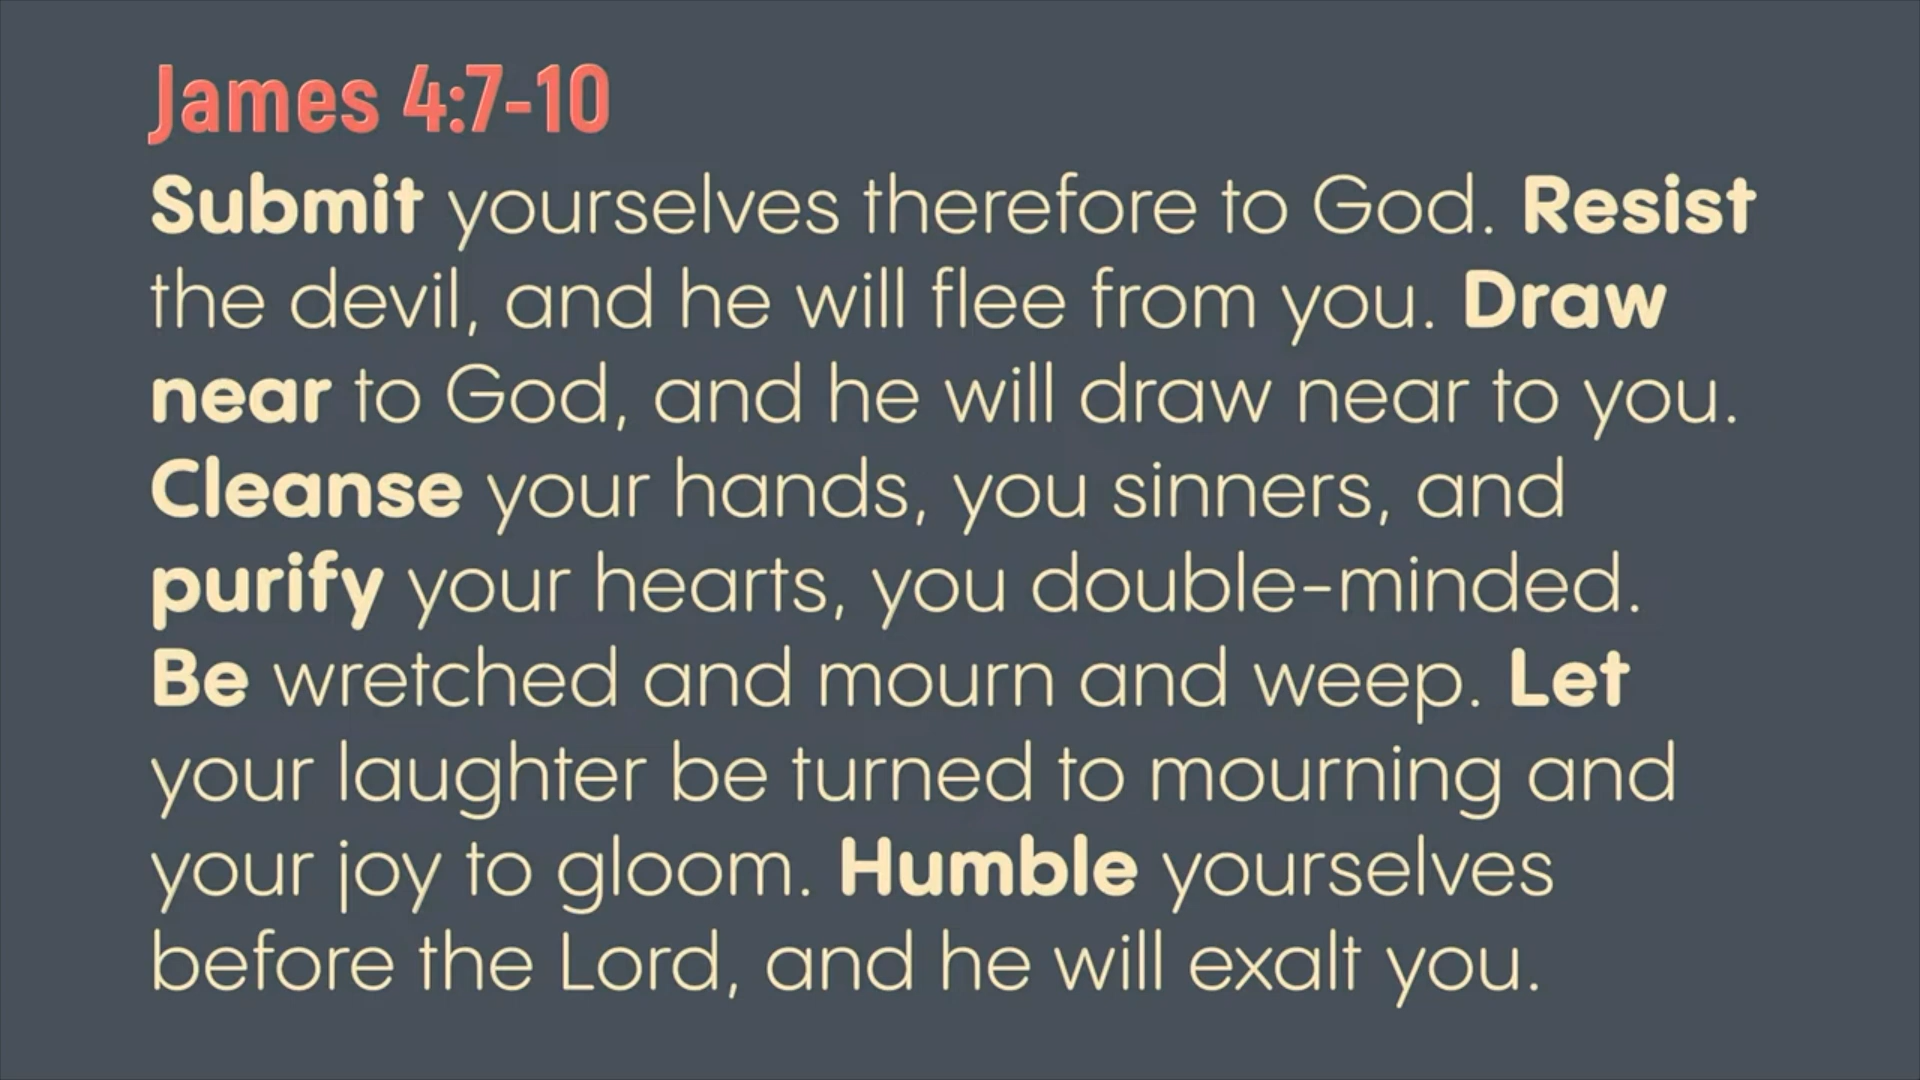 James 4:7-10
Submit yourselves therefore to God. Resist
the devil, and he will flee from you. Draw
near to God, and he will draw near to you.
Cleanse your hands, you sinners, and
purify your hearts, you double-minded.
Be wretched and mourn and weep. Let
your laughter be turned to mourning and
your joy to gloom. Humble yourselves
before the Lord, and he will exalt you.